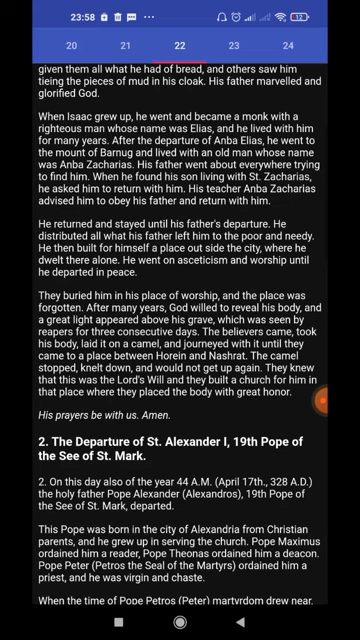 23:58
12
20 21 22 23 24
given them all what he had of bread, and others saw him
tieing the pieces of mud in his cloak. His father marvelled and
glorified God.
When Isaac grew up, he went and became a monk with a
righteous man whose name was Elias, and he lived with him
for many years. After the departure of Anba Elias, he went to
the mount of Barnug and lived with an old man whose name
was Anba Zacharias. His father went about everywhere trying
to find him. When he found his son living with St. Zacharias,
he asked him to return with him. His teacher Anba Zacharias
advised him to obey his father and return with him.
He returned and stayed until his father's departure. He
distributed all what his father left him to the poor and needy.
He then built for himself a place out side the city, where he
dwelt there alone. He went on asceticism and worship until
he departed in peace.
They buried him in his place of worship, and the place was
forgotten. After many years, God willed to reveal his body, and
a great light appeared above his grave, which was seen by
reapers for three consecutive days. The believers came, took
his body, laid it on a camel, and journeyed with it until they
came to a place between Horein and Nashrat. The camel
stopped, knelt down, and would not get up again. They knew
that this was the Lord's Will and they built a church for him in
that place where they placed the body with great honor.
His prayers be with us. Amen.
2. The Departure of St. Alexander I, 19th Pope of
the See of St. Mark.
2. On this day also of the year 44 A.M. (April 17th., 328 A.D.)
the holy father Pope Alexander (Alexandros), 19th Pope of
the See of St. Mark, departed.
This Pope was born in the city of Alexandria from Christian
parents, and he grew up in serving the church. Pope Maximus
ordained him a reader, Pope Theonas ordained him a deacon.
Pope Peter (Petros the Seal of the Martyrs) ordained him a
priest, and he was virgin and chaste.
When the time of Pope Petros (Peter) martyrdom drew near,